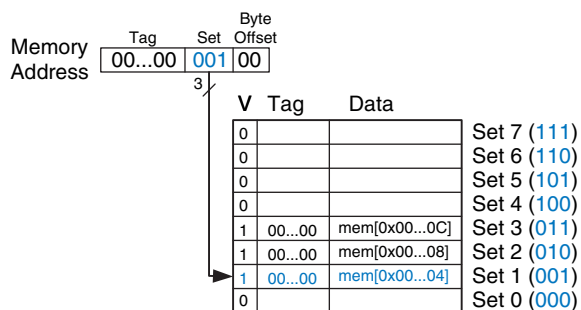 Byte
Tag Set Offset
Memory Address 00...00 001 00
3
V Tag Data
0 Set 7 (111)
0 Set 6 (110)
0 Set 5 (101)
0 Set 4 (100)
1 00...00 mem[0x00...0C] Set 3 (011)
1 00...00 mem[0x00...08] Set 2 (010)
1 00...00 mem[0x00...04] Set 1 (001)
0 Set 0 (000)